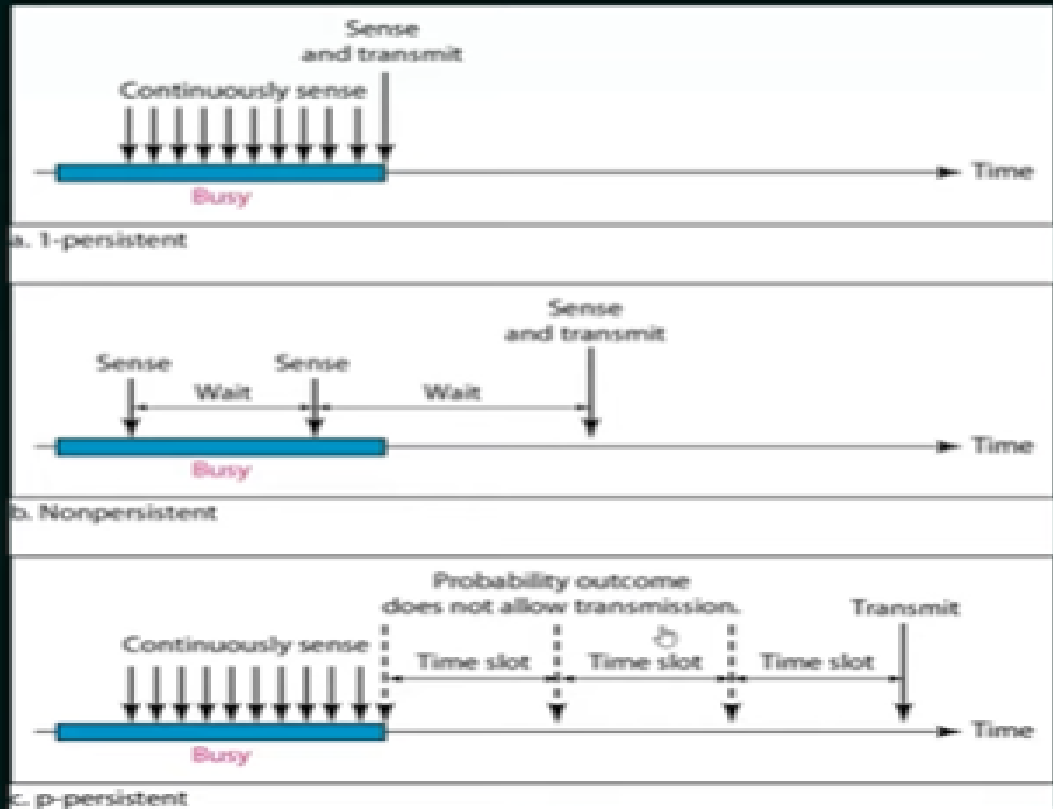 Sense
and transmit
Continuously sense
Time
Busy
a. 1-persistent
Sense
and transmit
Sense
Sense
Wait
Wait
Time
Busy
b. Nonpersistent
Probability outcome
does not allow transmission.
Transmit
Continuously sense
Time slot
Time slot
Time slot
Time
Busy
c. p-persistent